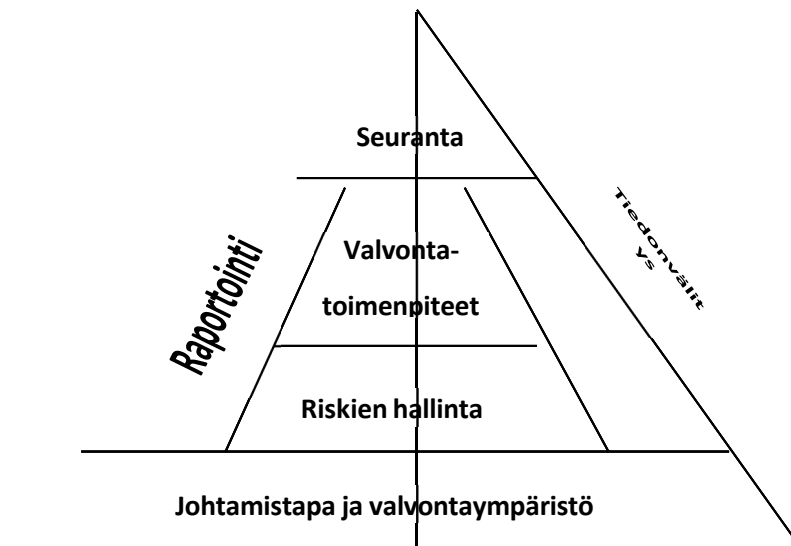 Seuranta
Tiedonvälit
ys
Raportointi
Valvonta-
toimenpiteet
Riskien hallinta
Johtamistapa ja valvontaympäristö